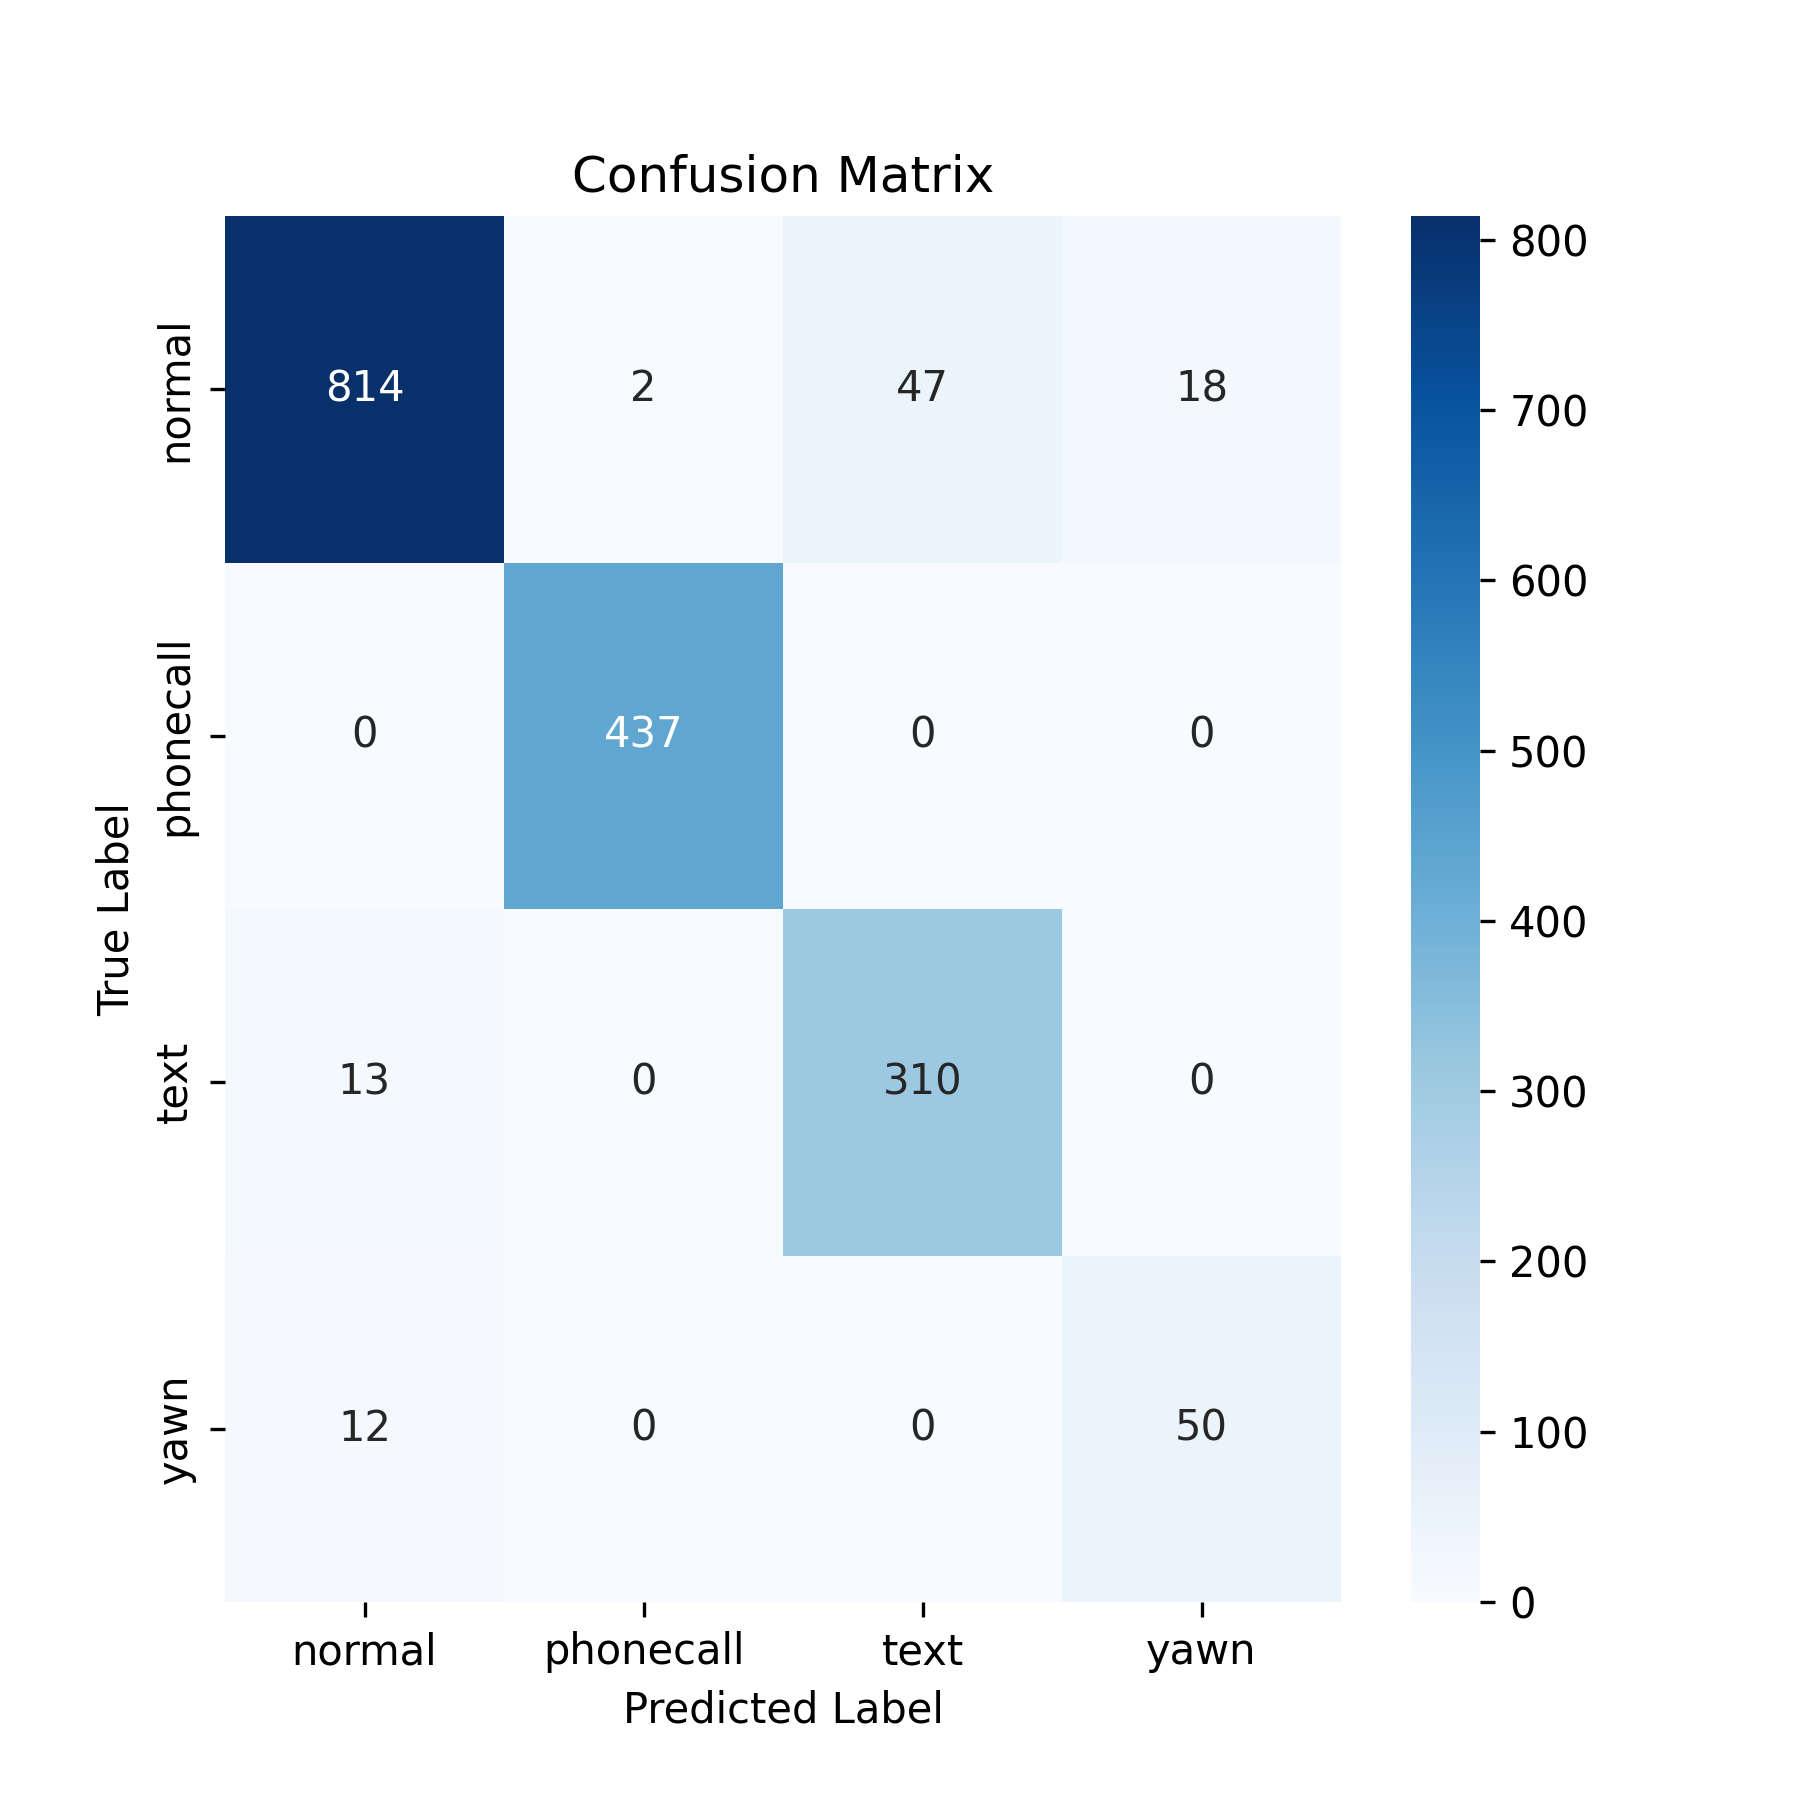 Confusion Matrix
True Label
normal
814 2 47 18
phonecall
0 437 0 0
text
13 0 310 0
yawn
12 0 0 50
normal phonecall text yawn
Predicted Label
800
700
600
500
400
300
200
100
0